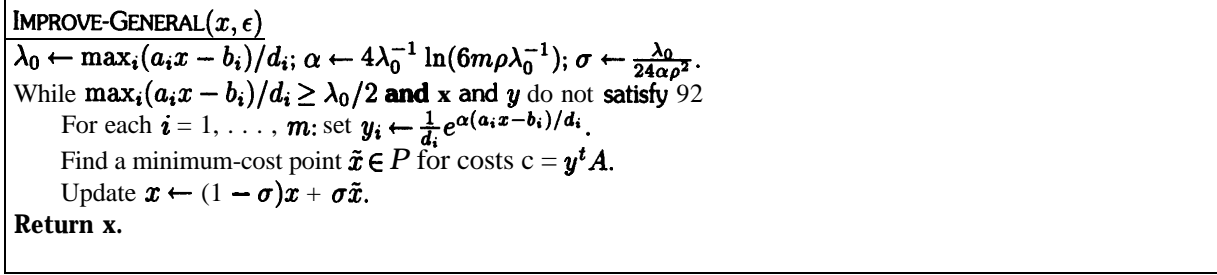 IMPROVE-GENERAL(x, ϵ)
λ₀ ← maxᵢ(aᵢx − bᵢ)/dᵢ; α ← 4λ₀⁻¹ ln(6mρλ₀⁻¹); σ ← λ₀/(24αρ²).
While maxᵢ(aᵢx − bᵢ)/dᵢ ≥ λ₀/2 and x and y do not satisfy 92
For each i = 1, . . . , m: set yᵢ ← (1/dᵢ)e^{α(aᵢx−bᵢ)/dᵢ}.
Find a minimum-cost point x̃ ∈ P for costs c = yᵗA.
Update x ← (1 − σ)x + σx̃.
Return x.